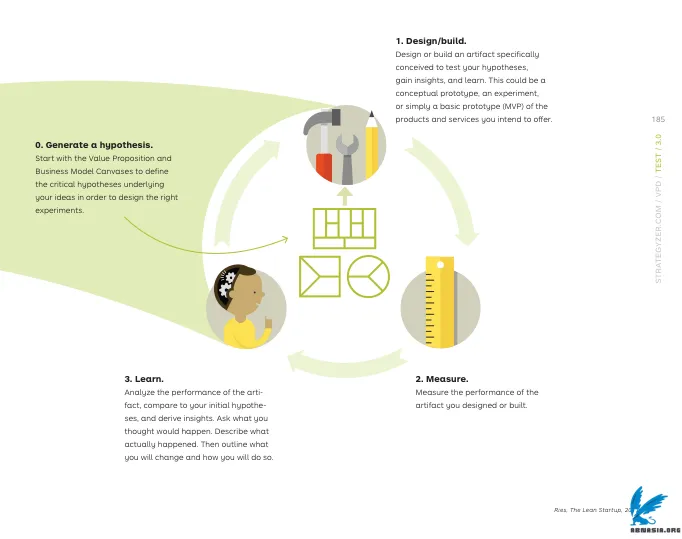 1. Design/build.
Design or build an artifact specifically
conceived to test your hypotheses,
gain insights, and learn. This could be a
conceptual prototype, an experiment,
or simply a basic prototype (MVP) of the
products and services you intend to offer.
185
STRATEGYZER.COM / VPD / TEST / 3.0
0. Generate a hypothesis.
Start with the Value Proposition and
Business Model Canvases to define
the critical hypotheses underlying
your ideas in order to design the right
experiments.
3. Learn.
Analyze the performance of the arti-
fact, compare to your initial hypothe-
ses, and derive insights. Ask what you
thought would happen. Describe what
actually happened. Then outline what
you will change and how you will do so.
2. Measure.
Measure the performance of the
artifact you designed or built.
Ries, The Lean Startup,
ABMASIA.ORG